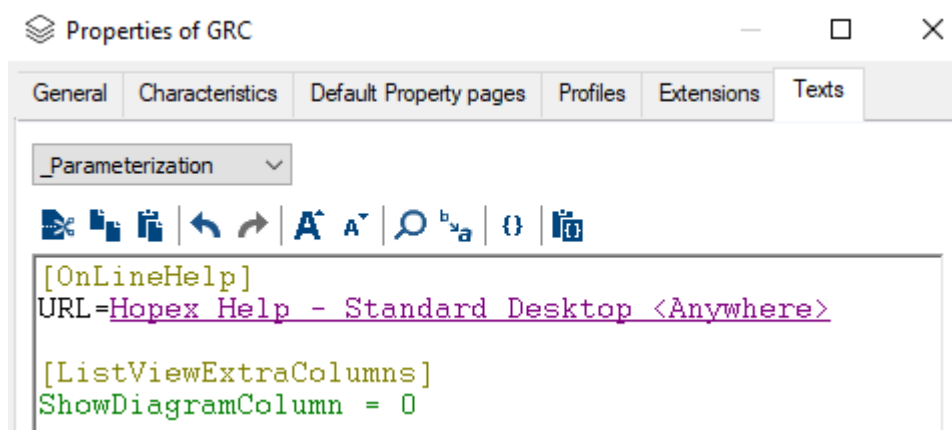 Properties of GRC
General Characteristics Default Property pages Profiles Extensions Texts
_Parameterization
[OnLineHelp]
URL=Hopex Help - Standard Desktop <Anywhere>
[ListViewExtraColumns]
ShowDiagramColumn = 0